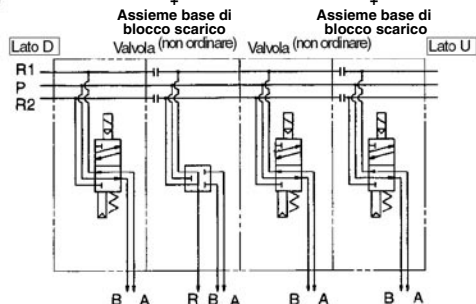 + +
Assieme base di Assieme base di
blocco scarico blocco scarico
Lato D Valvola (non ordinare) Valvola (non ordinare) Lato U
R1
P
R2
B A R B A B A B A